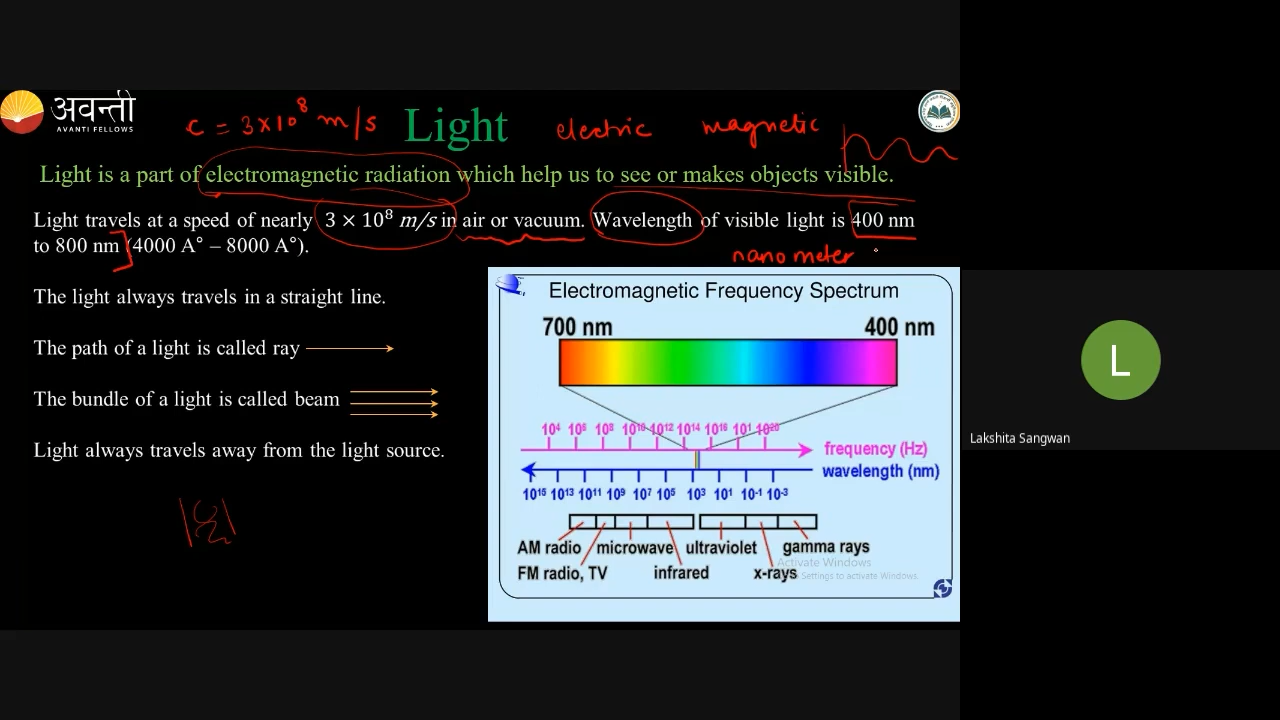 अवन्ती
AVANTI FELLOWS
c = 3×10⁸ m/s
Light
electric magnetic
Light is a part of electromagnetic radiation which help us to see or makes objects visible.
Light travels at a speed of nearly 3 × 10⁸ m/s in air or vacuum. Wavelength of visible light is 400 nm
to 800 nm (4000 A° – 8000 A°).
nano meter
The light always travels in a straight line.
The path of a light is called ray
The bundle of a light is called beam
Light always travels away from the light source.
Electromagnetic Frequency Spectrum
700 nm 400 nm
10⁴ 10⁶ 10⁸ 10¹⁰ 10¹² 10¹⁴ 10¹⁶ 10¹ 10²⁰
frequency (Hz)
wavelength (nm)
10¹⁵ 10¹³ 10¹¹ 10⁹ 10⁷ 10⁵ 10³ 10¹ 10⁻¹ 10⁻³
AM radio microwave ultraviolet gamma rays
FM radio, TV infrared x-rays
Activate Windows
Settings to activate Windows.
L
Lakshita Sangwan